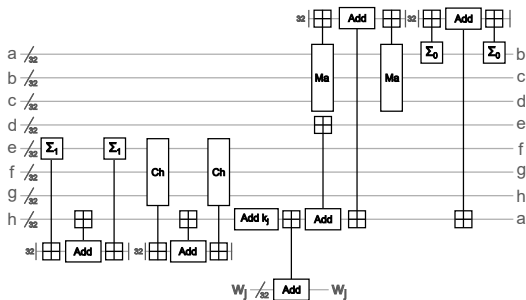 32 Add 32 Add
a 32 Σ₀ Σ₀ b
b 32 Ma Ma c
c 32 d
d 32 e
e 32 Σ₁ Σ₁ f
f 32 Ch Ch g
g 32 h
h 32 Add kⱼ Add a
32 Add 32 Add
Wⱼ 32 Add Wⱼ